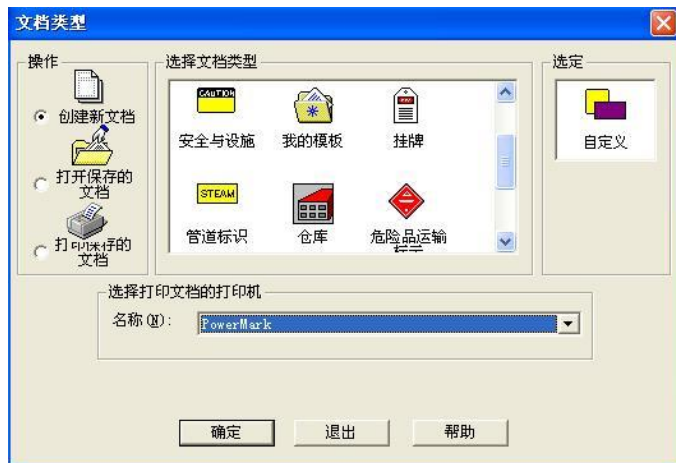 文档类型
操作
创建新文档
打开保存的
文档
打印保存的
文档
选择文档类型
CAUTION
安全与设施
我的模板
挂牌
STEAM
管道标识
仓库
危险品运输
标示
选定
自定义
选择打印文档的打印机
名称(N):
PowerMark
确定
退出
帮助